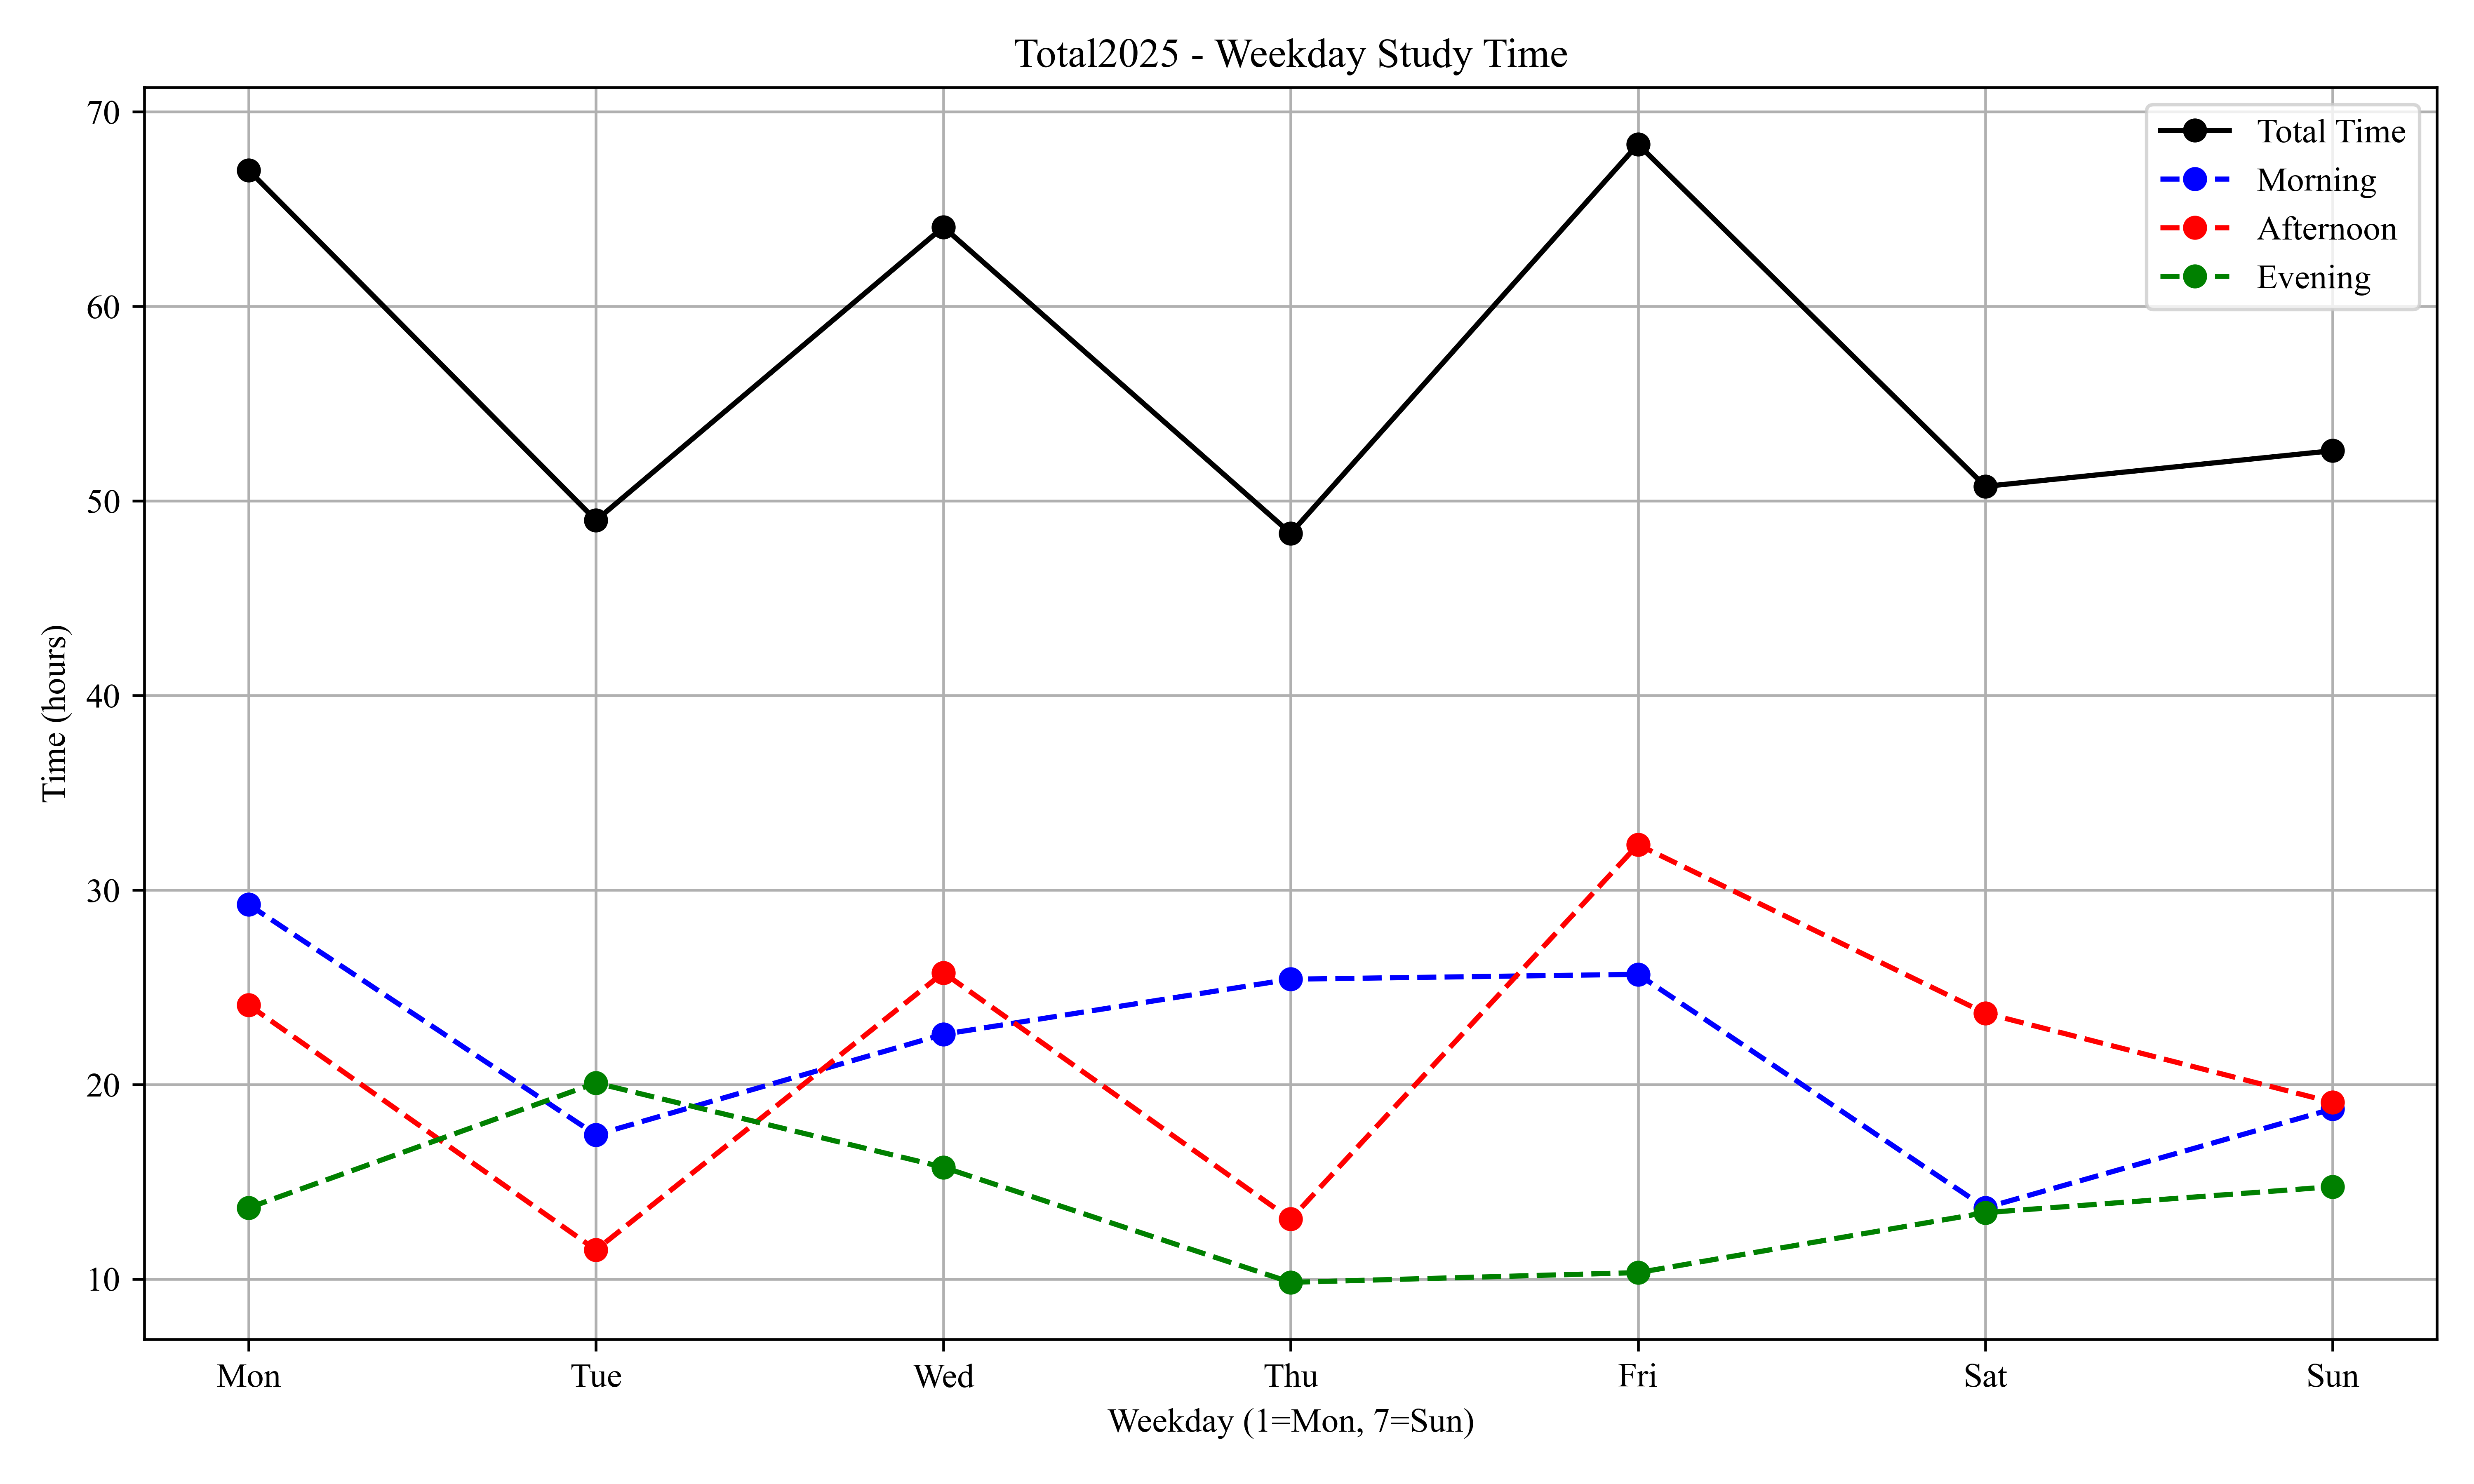 Total2025 - Weekday Study Time
Total Time
Morning
Afternoon
Evening
Time (hours)
70
60
50
40
30
20
10
Mon Tue Wed Thu Fri Sat Sun
Weekday (1=Mon, 7=Sun)